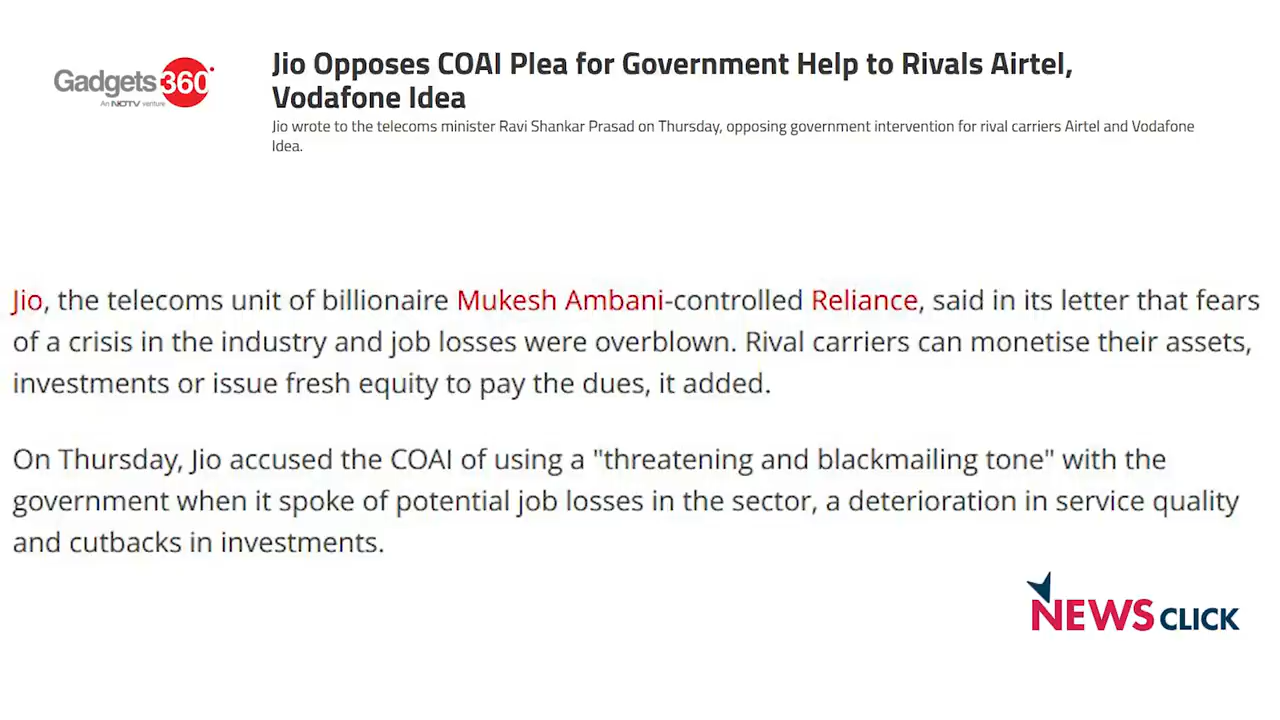 Gadgets 360
An NDTV venture
Jio Opposes COAI Plea for Government Help to Rivals Airtel,
Vodafone Idea
Jio wrote to the telecoms minister Ravi Shankar Prasad on Thursday, opposing government intervention for rival carriers Airtel and Vodafone
Idea.
Jio, the telecoms unit of billionaire Mukesh Ambani-controlled Reliance, said in its letter that fears
of a crisis in the industry and job losses were overblown. Rival carriers can monetise their assets,
investments or issue fresh equity to pay the dues, it added.
On Thursday, Jio accused the COAI of using a "threatening and blackmailing tone" with the
government when it spoke of potential job losses in the sector, a deterioration in service quality
and cutbacks in investments.
NEWS CLICK